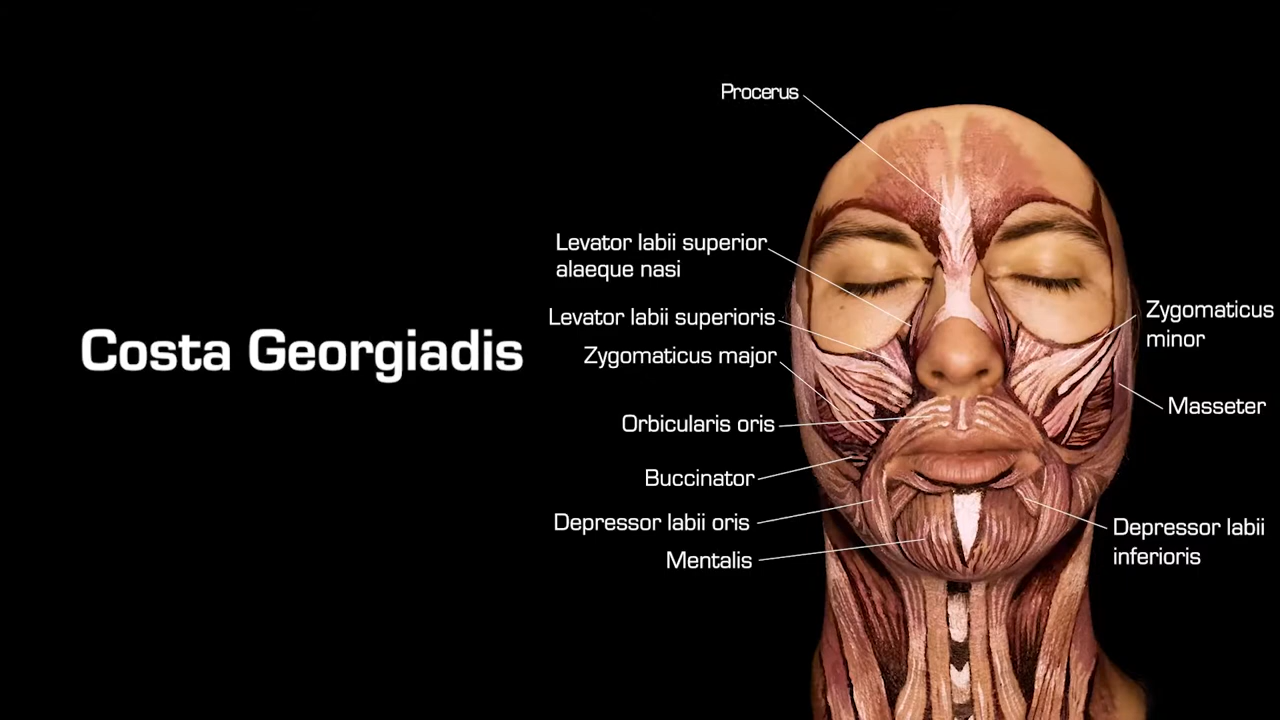 Procerus
Levator labii superior
alaeque nasi
Levator labii superioris
Zygomaticus
minor
Costa Georgiadis
Zygomaticus major
Masseter
Orbicularis oris
Buccinator
Depressor labii oris
Depressor labii
inferioris
Mentalis